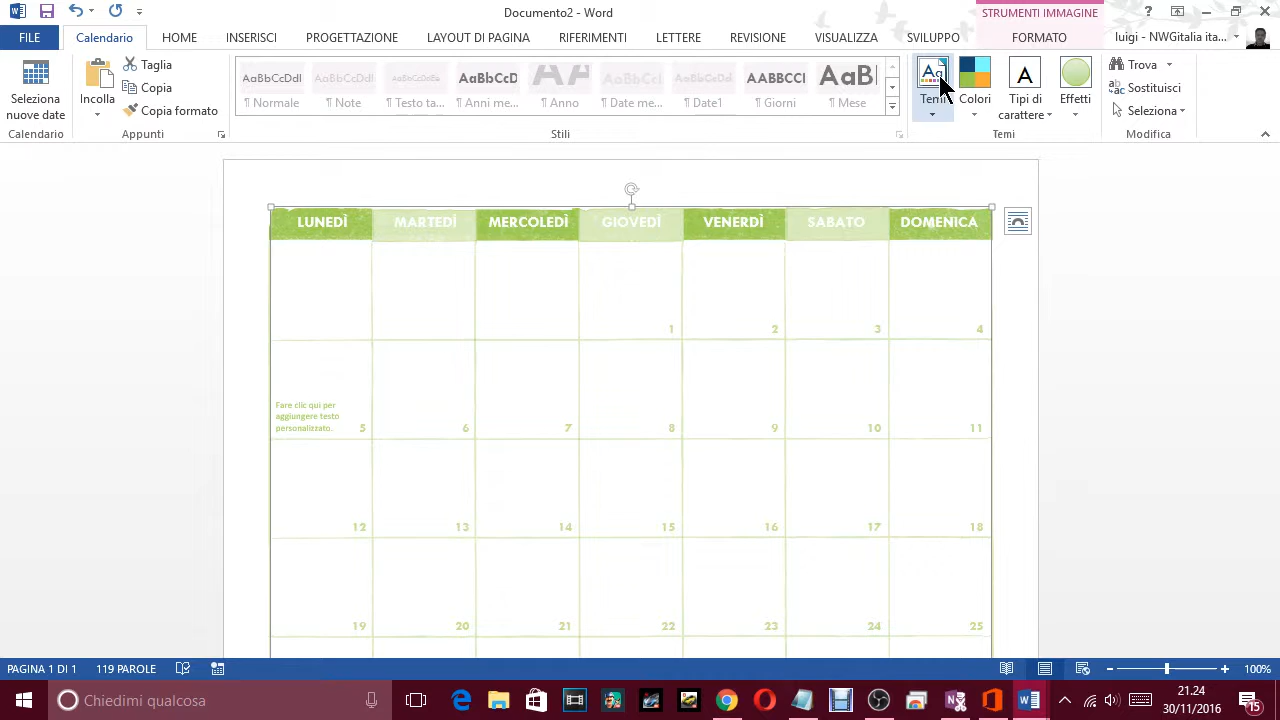 Documento2 - Word
STRUMENTI IMMAGINE
FILE
Calendario
HOME
INSERISCI
PROGETTAZIONE
LAYOUT DI PAGINA
RIFERIMENTI
LETTERE
REVISIONE
VISUALIZZA
SVILUPPO
FORMATO
luigi - NWGitalia ita...
Seleziona
nuove date
Calendario
Incolla
Taglia
Copia
Copia formato
Appunti
AaBbCcDdI
¶ Normale
¶ Note
¶ Testo ta...
AaBbCcD
¶ Anni me...
¶ Anno
¶ Date me...
¶ Date1
AABBCCI
¶ Giorni
AaB
¶ Mese
Stili
Temi
Colori
Tipi di
carattere
Effetti
Temi
Trova
Sostituisci
Seleziona
Modifica
LUNEDÌ MARTEDÌ MERCOLEDÌ GIOVEDÌ VENERDÌ SABATO DOMENICA
1 2 3 4
Fare clic qui per
aggiungere testo
personalizzato.
5 6 7 8 9 10 11
12 13 14 15 16 17 18
19 20 21 22 23 24 25
PAGINA 1 DI 1
119 PAROLE
100%
Chiedimi qualcosa
21.24
30/11/2016
15